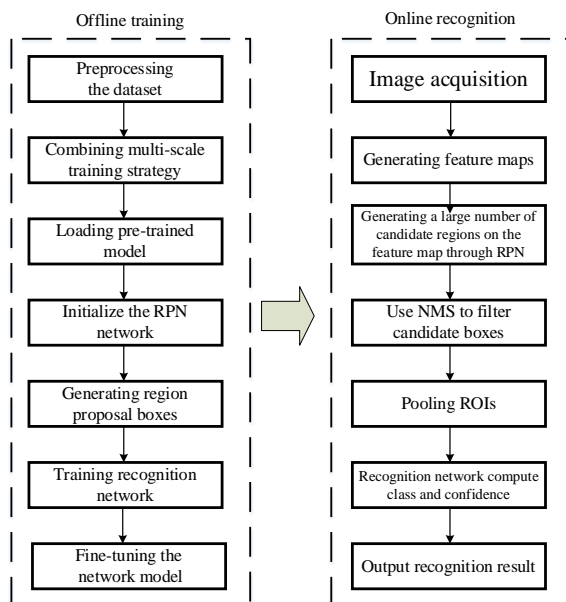 Offline training
Preprocessing
the dataset
Combining multi-scale
training strategy
Loading pre-trained
model
Initialize the RPN
network
Generating region
proposal boxes
Training recognition
network
Fine-tuning the
network model
Online recognition
Image acquisition
Generating feature maps
Generating a large number of
candidate regions on the
feature map through RPN
Use NMS to filter
candidate boxes
Pooling ROIs
Recognition network compute
class and confidence
Output recognition result